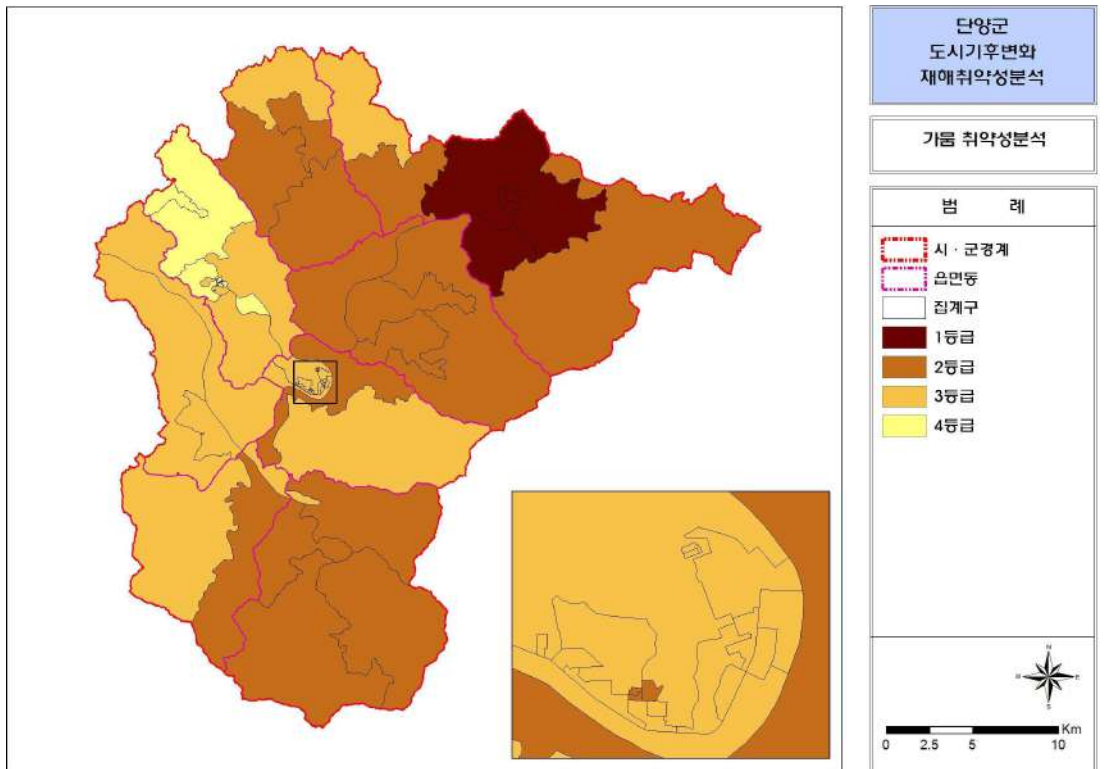 단양군
도시기후변화
재해취약성분석
가뭄 취약성분석
범 례
시 · 군경계
읍면동
집계구
1등급
2등급
3등급
4등급
N
W E
S
Km
0 2.5 5 10